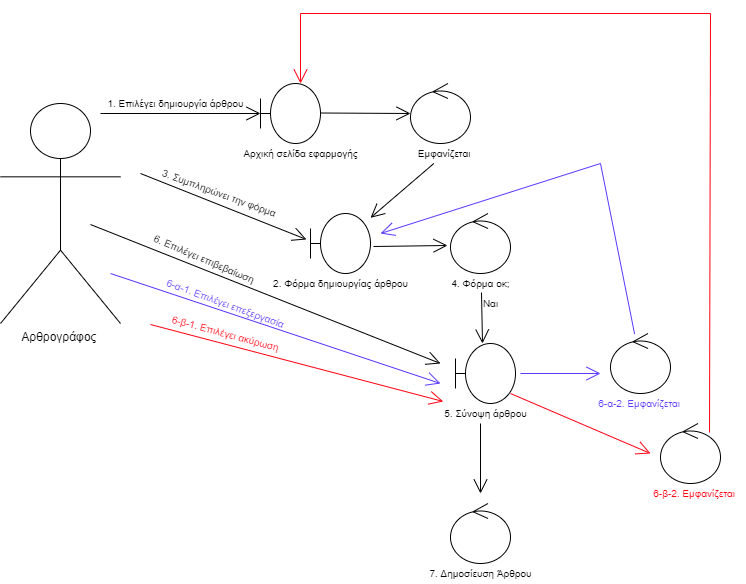 1. Επιλέγει δημιουργία άρθρου
Αρχική σελίδα εφαρμογής
Εμφανίζεται
3. Συμπληρώνει την φόρμα
2. Φόρμα δημιουργίας άρθρου
4. Φόρμα οκ;
6. Επιλέγει επιβεβαίωση
6-α-1. Επιλέγει επεξεργασία
6-β-1. Επιλέγει ακύρωση
Ναι
Αρθρογράφος
5. Σύνοψη άρθρου
6-α-2. Εμφανίζεται
6-β-2. Εμφανίζεται
7. Δημοσίευση Άρθρου